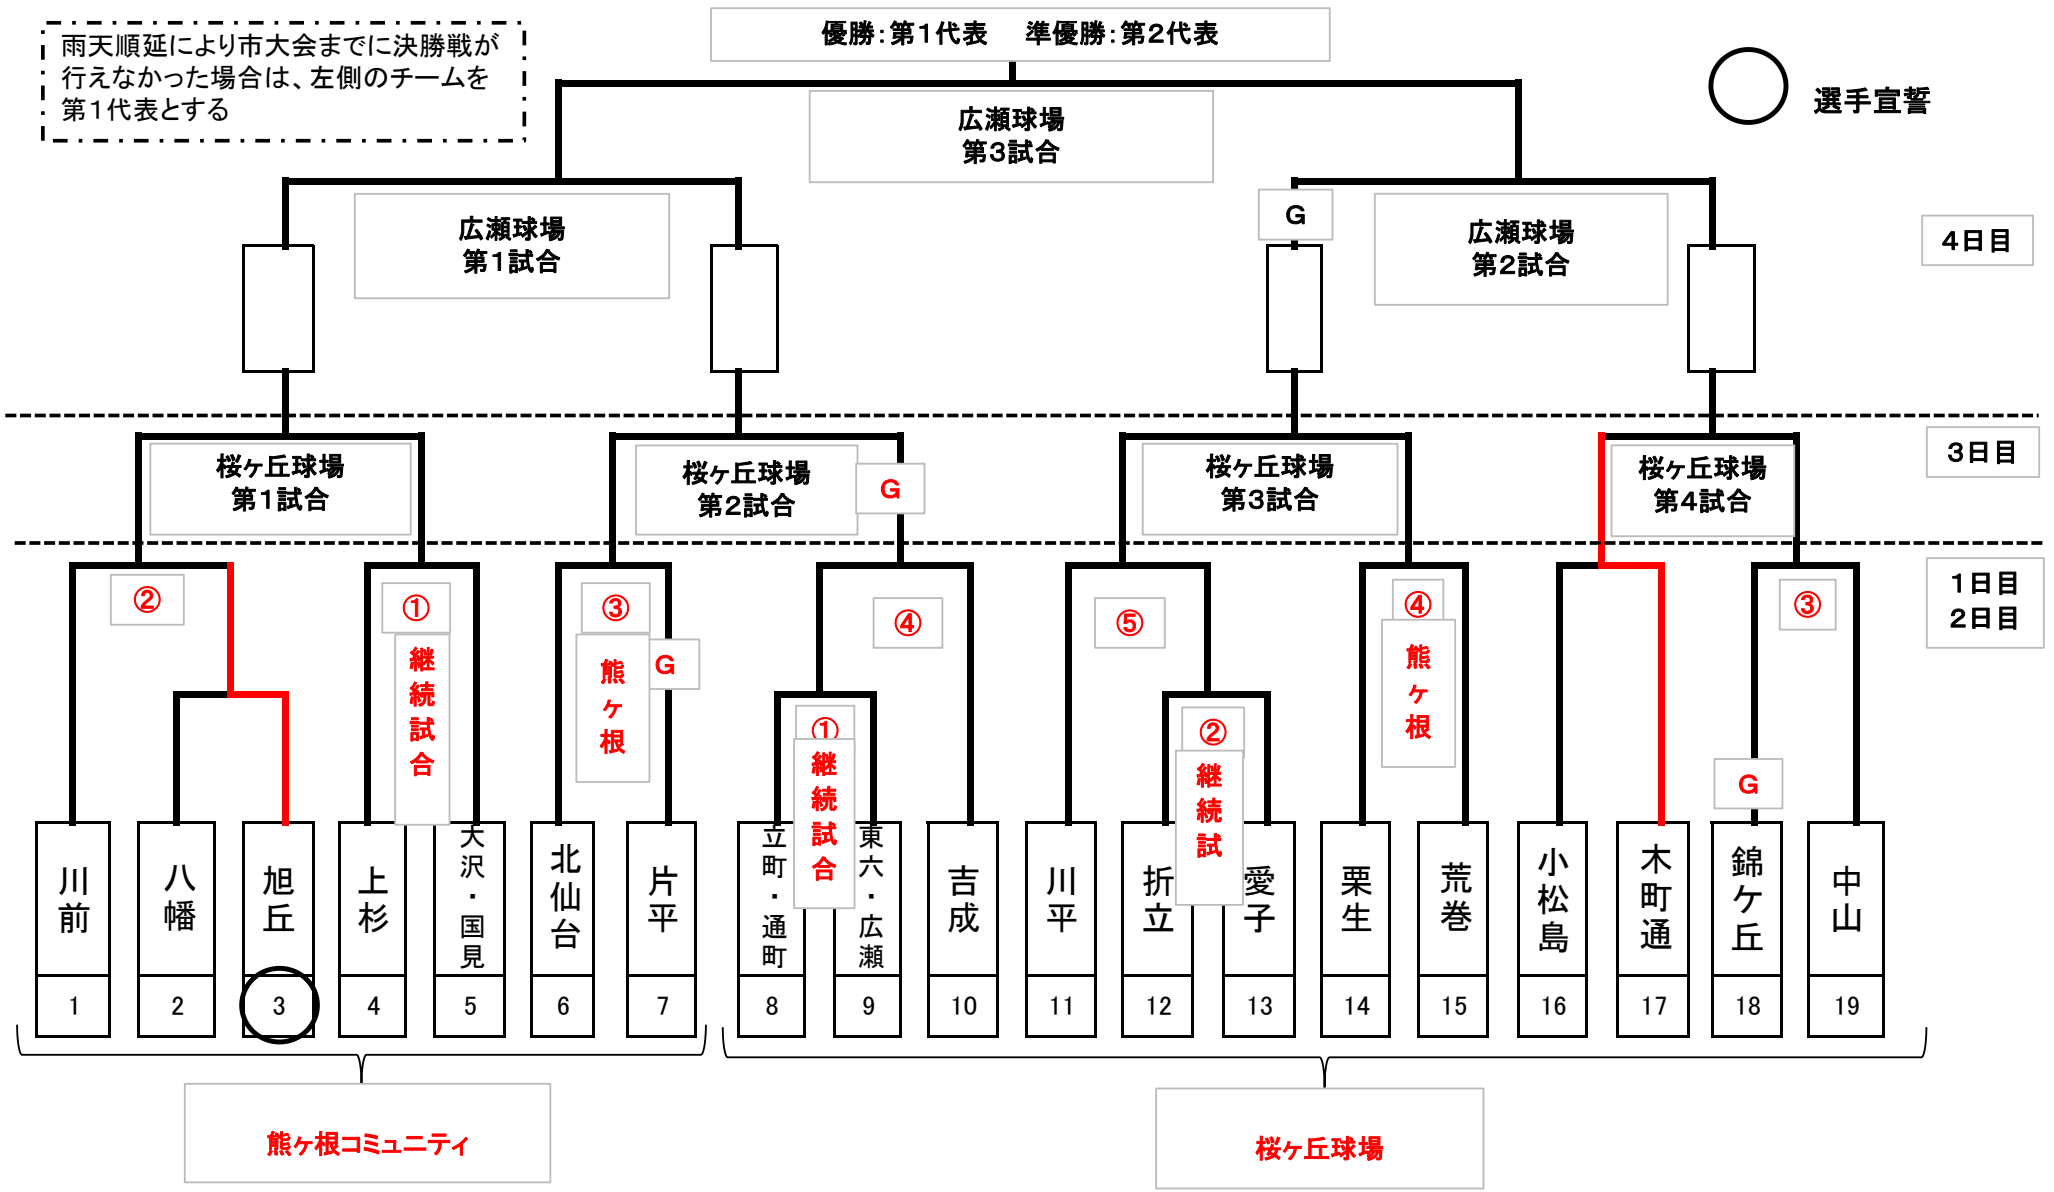 雨天順延により市大会までに決勝戦が
行えなかった場合は、左側のチームを
第1代表とする
優勝:第1代表　準優勝:第2代表
選手宣誓
広瀬球場
第3試合
広瀬球場
第1試合
G
広瀬球場
第2試合
4日目
桜ヶ丘球場
第1試合
桜ヶ丘球場
第2試合
G
桜ヶ丘球場
第3試合
桜ヶ丘球場
第4試合
3日目
②
①
継続試合
③
熊ヶ根
G
④
①
継続試合
⑤
②
継続試
④
熊ヶ根
③
G
1日目
2日目
川前
八幡
旭丘
上杉
大沢・国見
北仙台
片平
立町・通町
東六・広瀬
吉成
川平
折立
愛子
栗生
荒巻
小松島
木町通
錦ケ丘
中山
1
2
3
4
5
6
7
8
9
10
11
12
13
14
15
16
17
18
19
熊ヶ根コミュニティ
桜ヶ丘球場